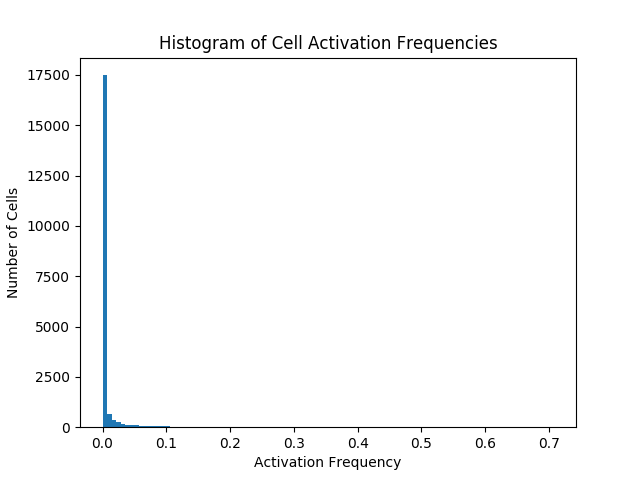 Histogram of Cell Activation Frequencies
17500
15000
12500
10000
7500
5000
2500
0
Number of Cells
0.0 0.1 0.2 0.3 0.4 0.5 0.6 0.7
Activation Frequency